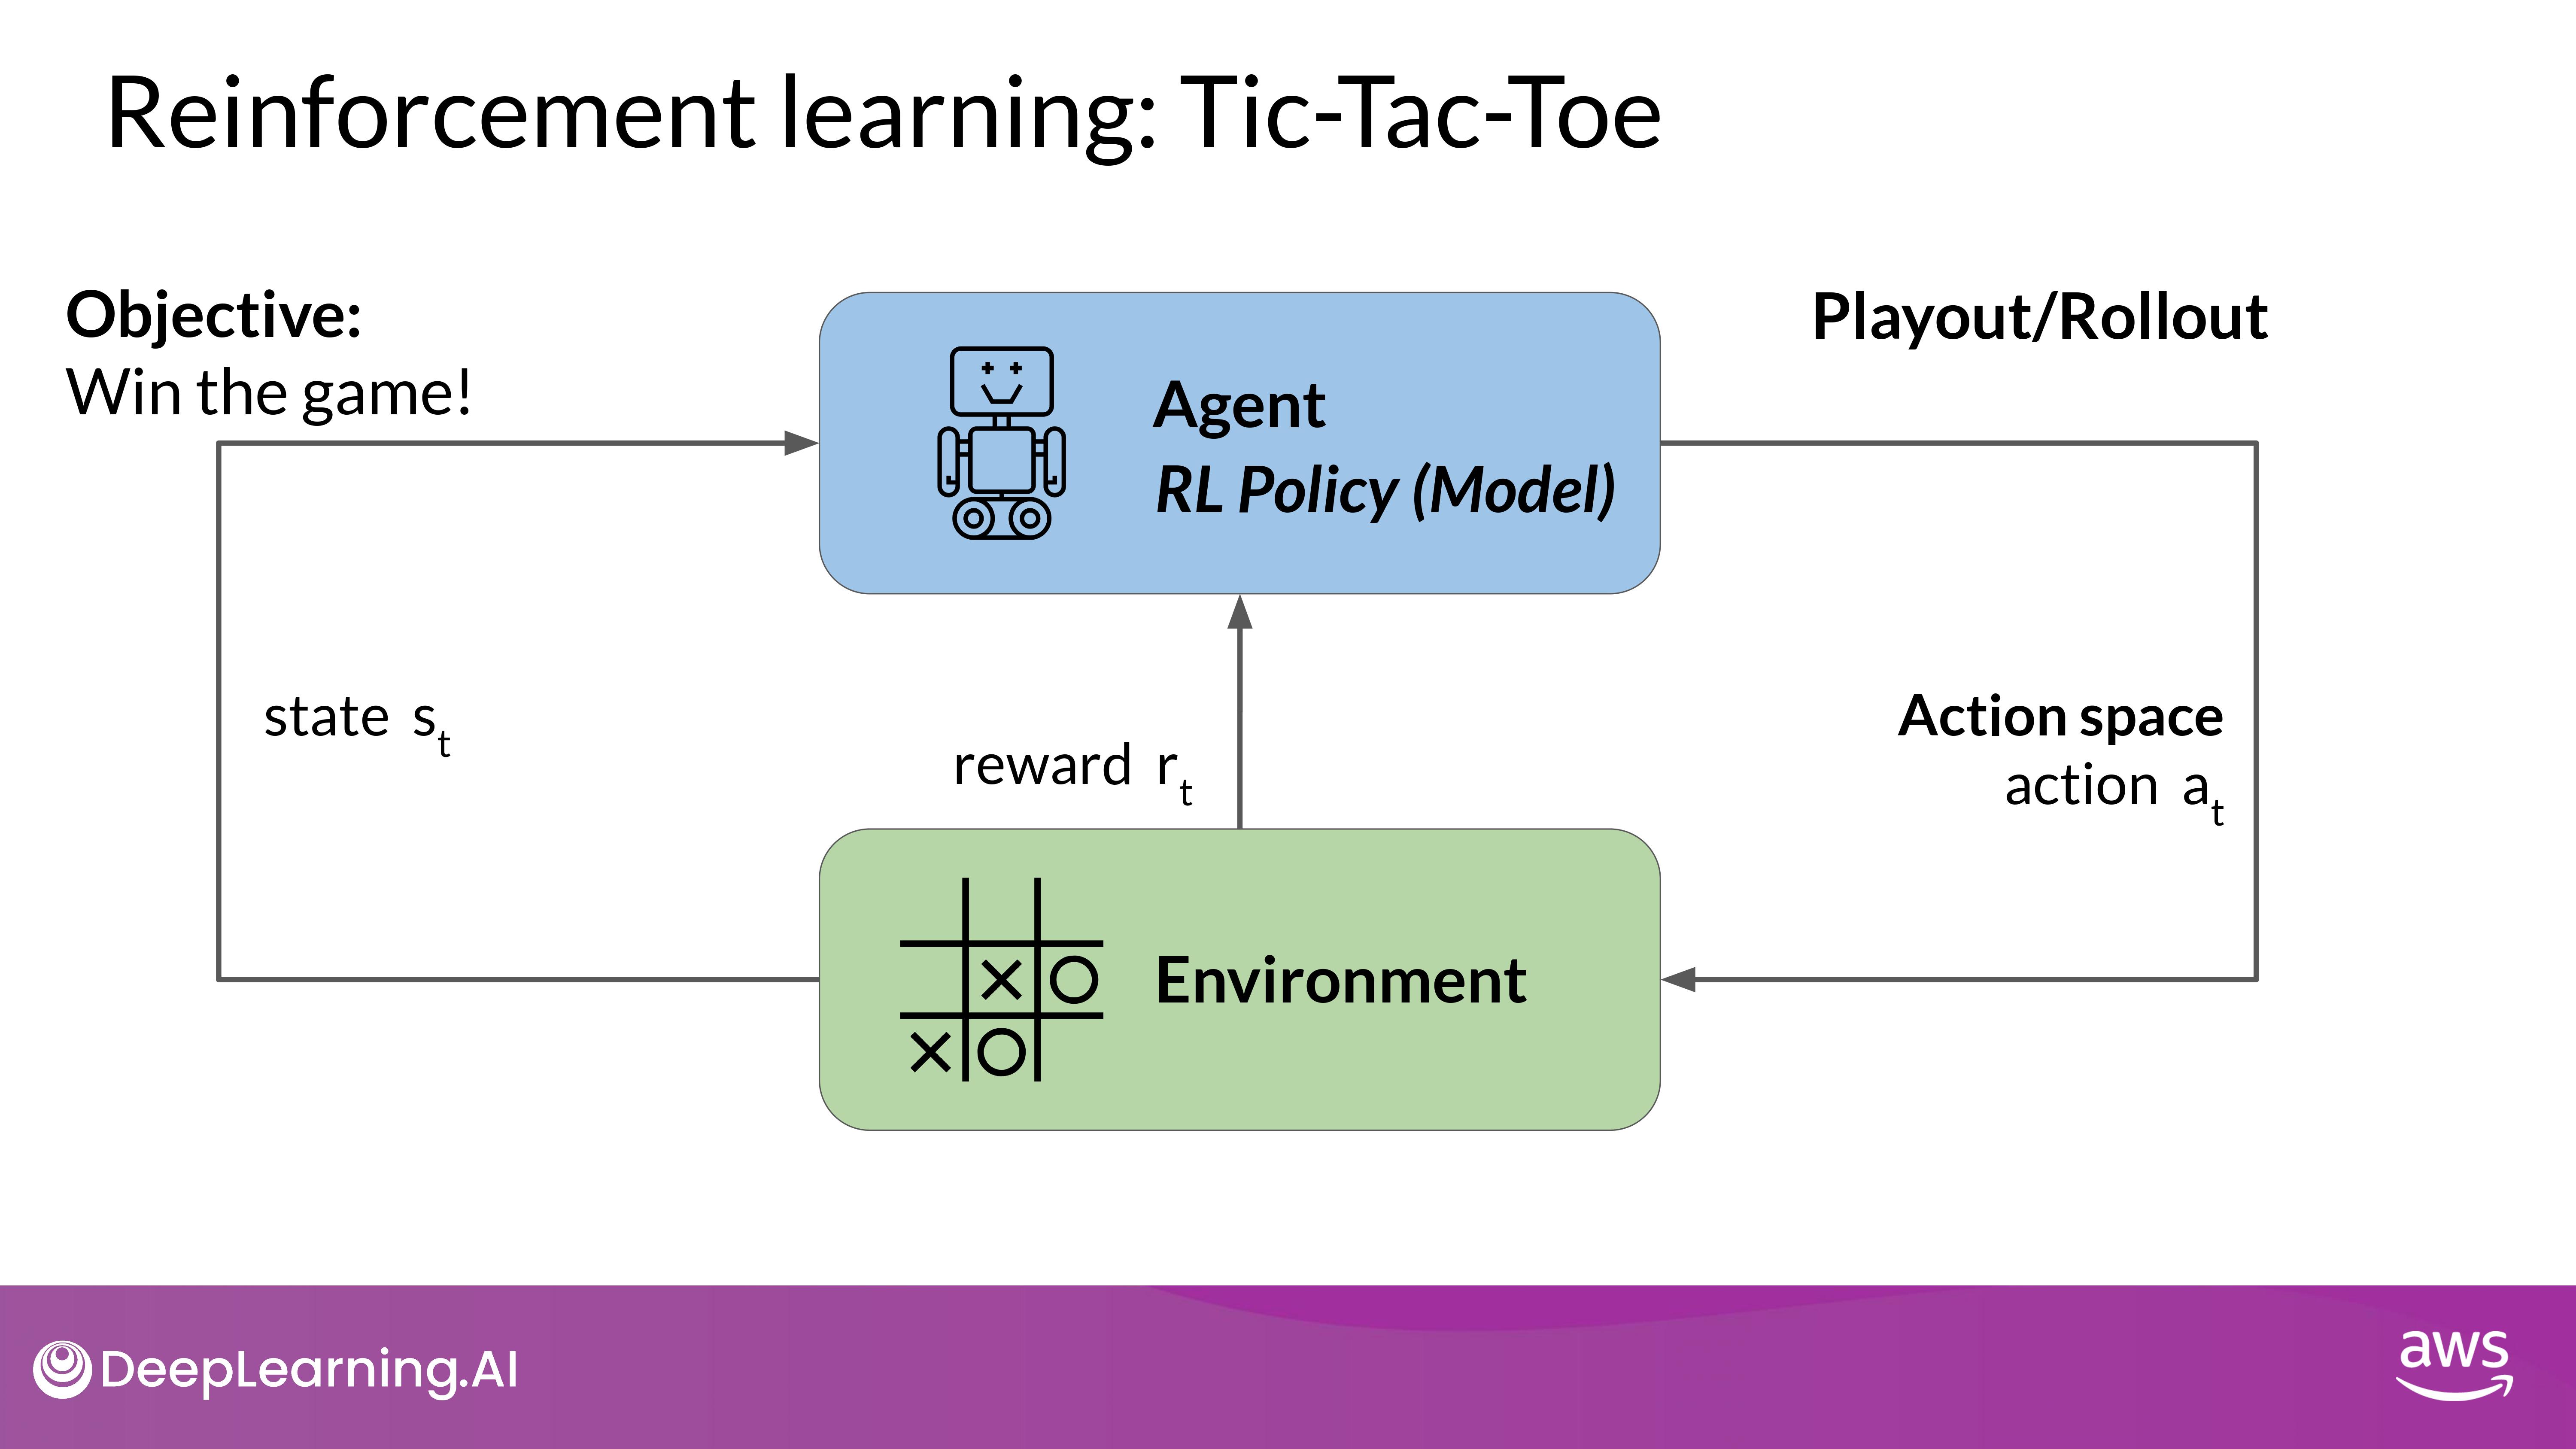 Reinforcement learning: Tic-Tac-Toe
Objective:
Win the game!
Playout/Rollout
Agent
RL Policy (Model)
state s_t
reward r_t
Action space
action a_t
Environment
DeepLearning.AI
aws